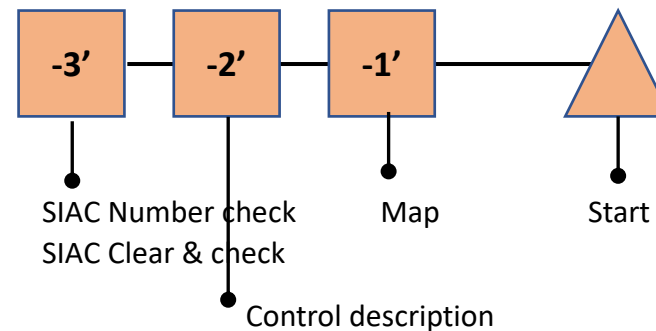 -3’
-2’
-1’
SIAC Number check
SIAC Clear & check
Map
Start
Control description